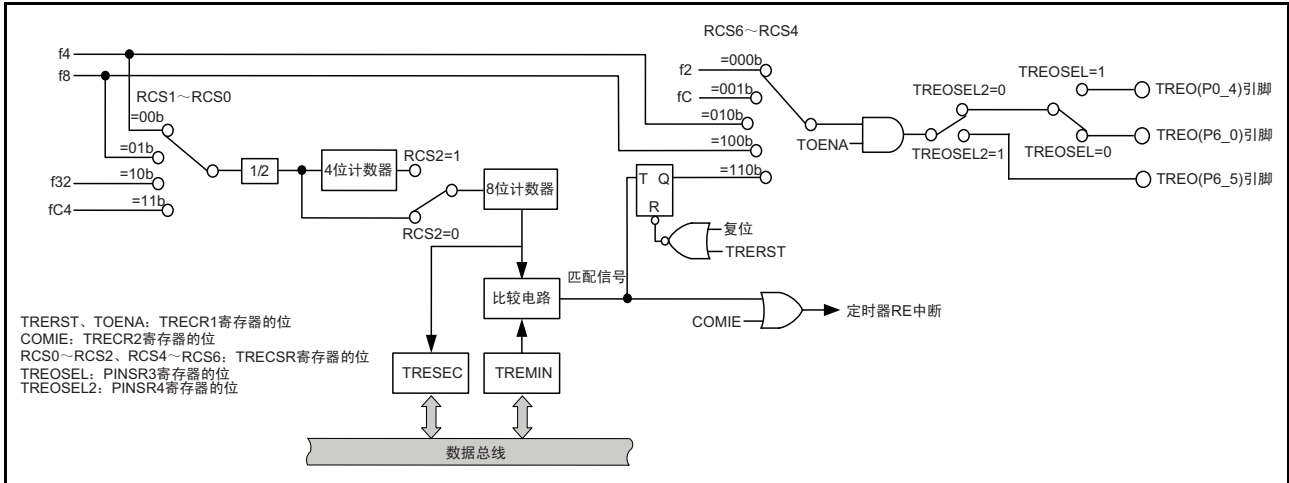 RCS6～RCS4
f4
f8
f2
=000b
fC
=001b
=010b
=100b
=110b
TOENA
TREOSEL2=0
TREOSEL2=1
TREOSEL=1
TREOSEL=0
TREO(P0_4)引脚
TREO(P6_0)引脚
TREO(P6_5)引脚
RCS1～RCS0
=00b
=01b
f32
=10b
fC4
=11b
1/2
4位计数器
RCS2=1
RCS2=0
8位计数器
T Q
R
复位
TRERST
匹配信号
比较电路
COMIE
定时器RE中断
TRESEC
TREMIN
数据总线
TRERST、TOENA：TRECR1寄存器的位
COMIE：TRECR2寄存器的位
RCS0～RCS2、RCS4～RCS6：TRECSR寄存器的位
TREOSEL：PINSR3寄存器的位
TREOSEL2：PINSR4寄存器的位